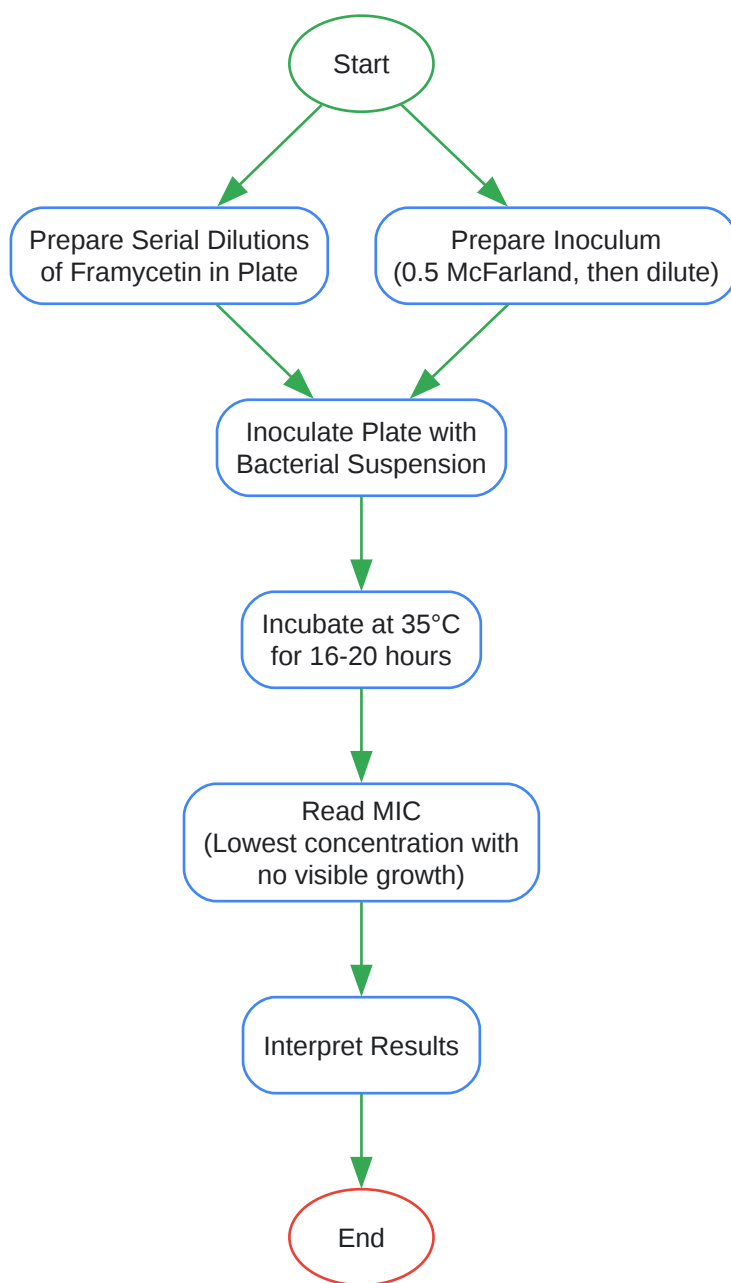 Start
Prepare Serial Dilutions
of Framycetin in Plate
Prepare Inoculum
(0.5 McFarland, then dilute)
Inoculate Plate with
Bacterial Suspension
Incubate at 35°C
for 16-20 hours
Read MIC
(Lowest concentration with
no visible growth)
Interpret Results
End